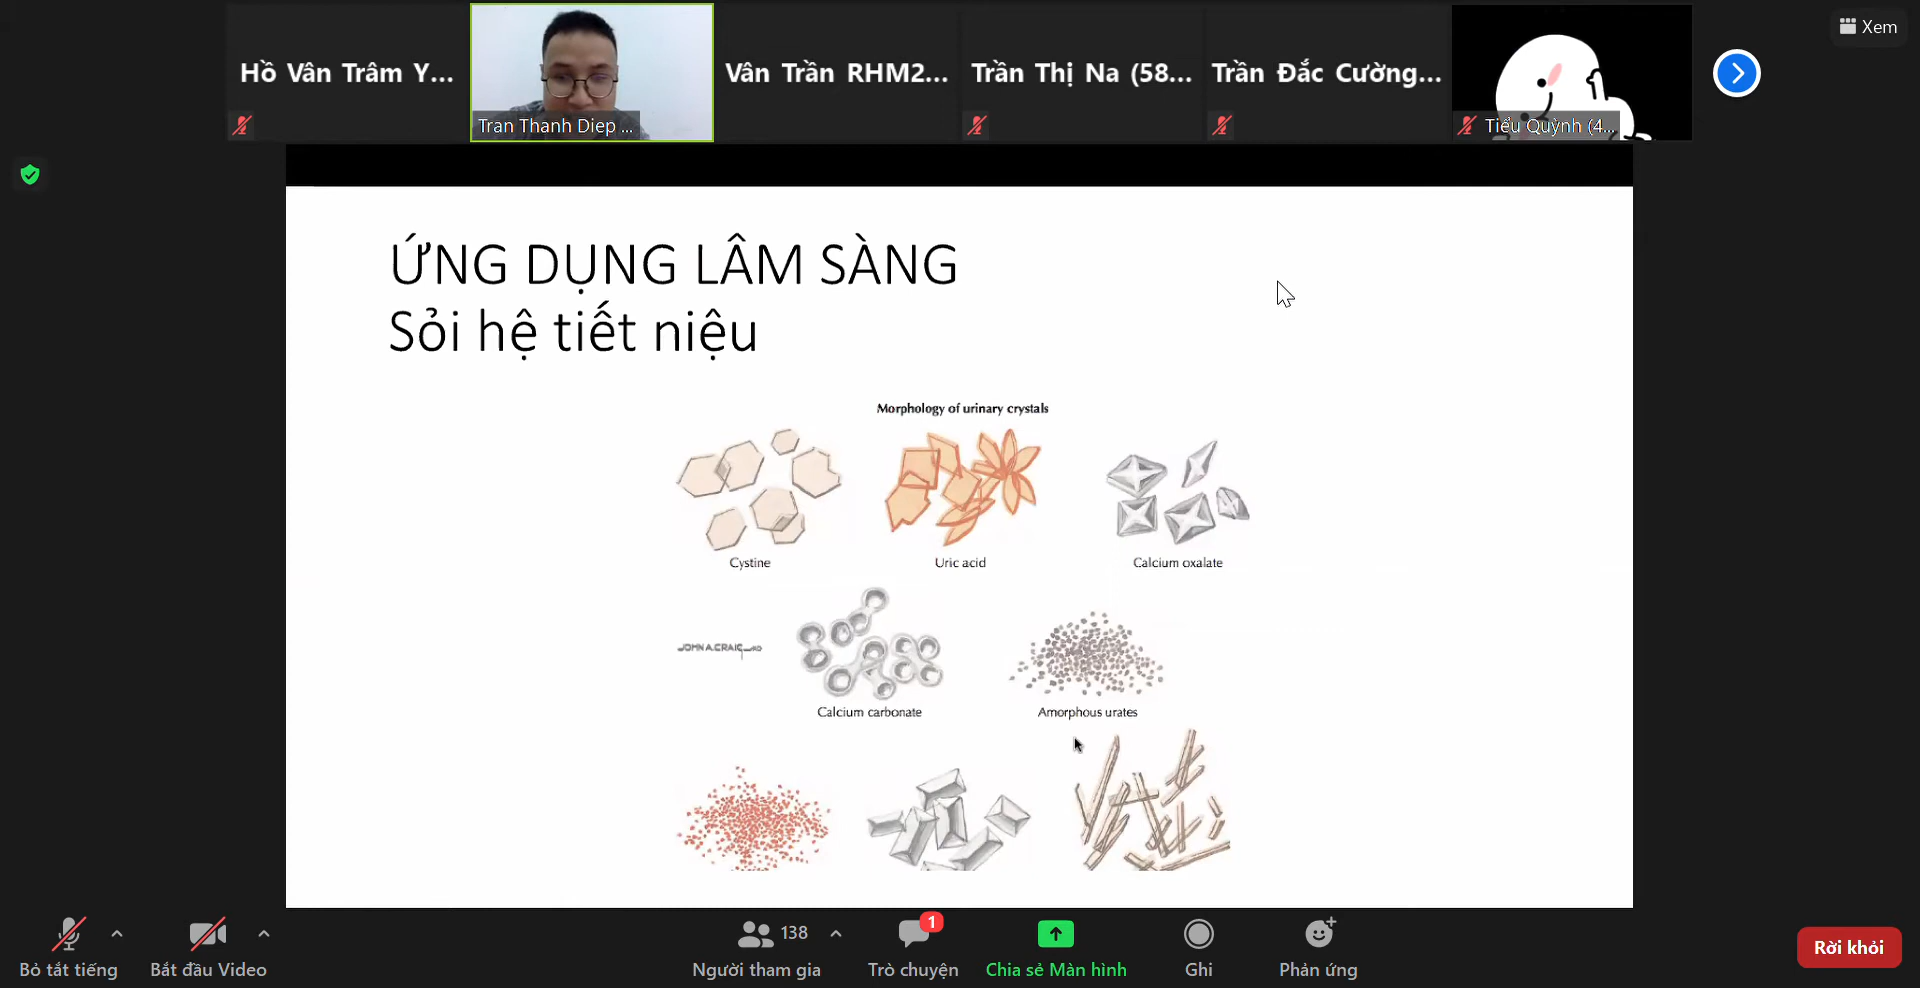 Hồ Vân Trâm Y...
Tran Thanh Diep ...
Vân Trần RHM2...
Trần Thị Na (58...
Trần Đắc Cường...
Tiểu Quỳnh (4...
Xem
ỨNG DỤNG LÂM SÀNG
Sỏi hệ tiết niệu
Morphology of urinary crystals
Cystine
Uric acid
Calcium oxalate
JOHN A. CRAIG_MD
Calcium carbonate
Amorphous urates
Bỏ tắt tiếng
Bắt đầu Video
138
Người tham gia
1
Trò chuyện
Chia sẻ Màn hình
Ghi
Phản ứng
Rời khỏi